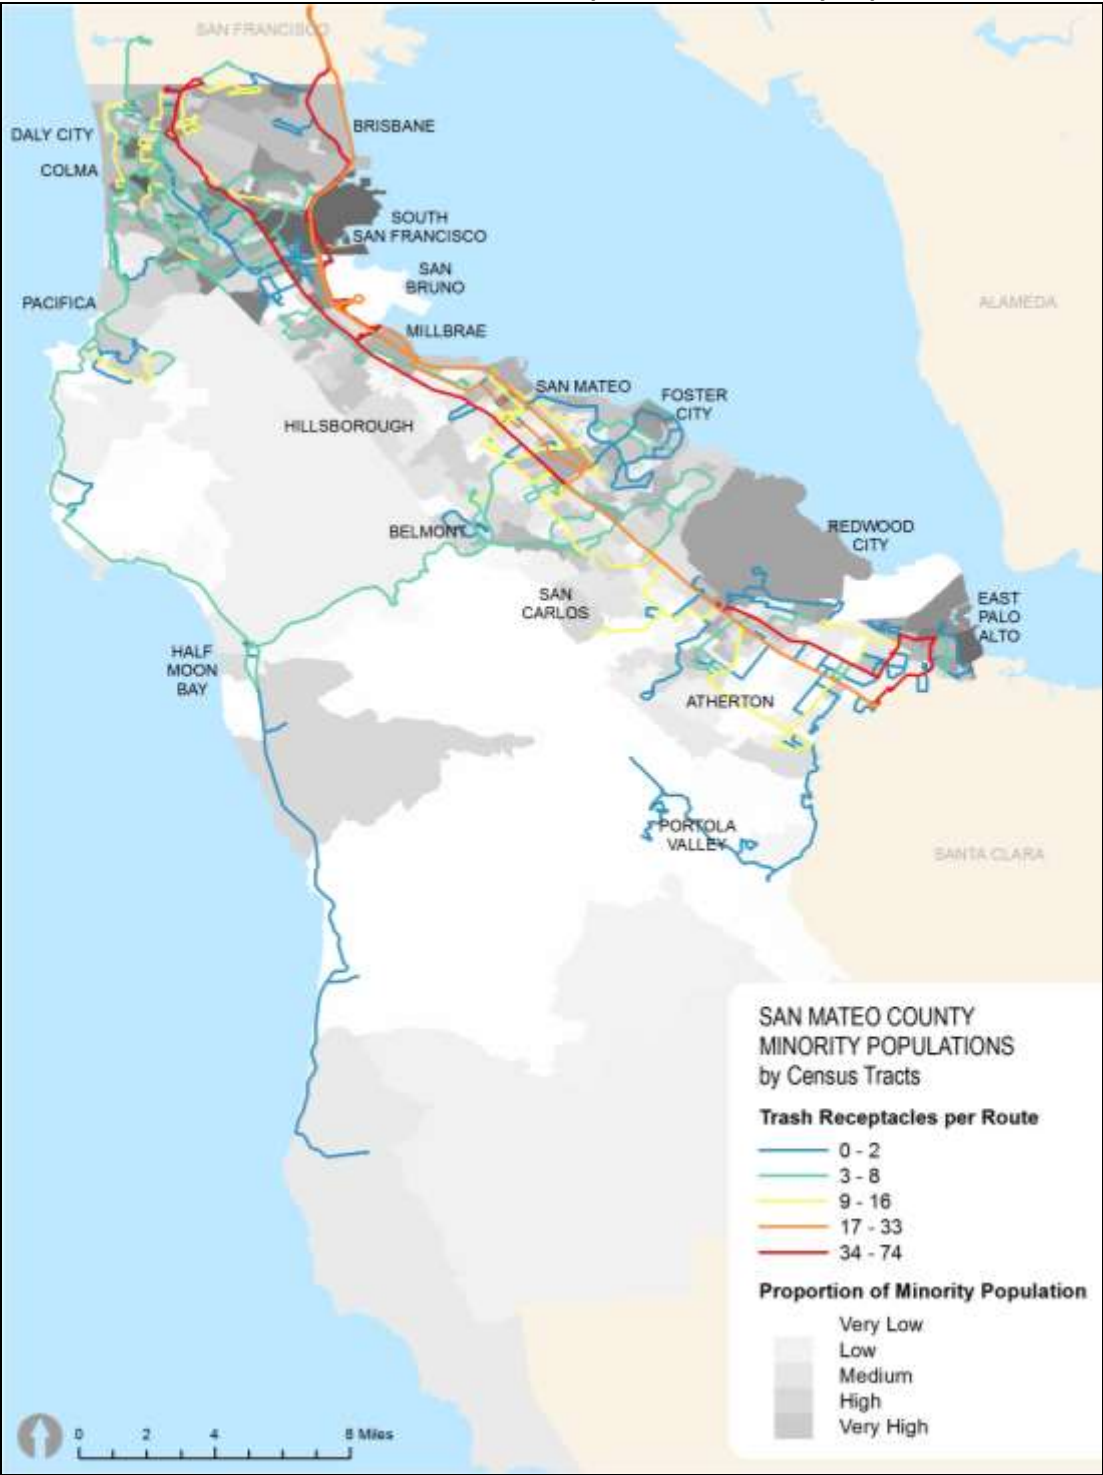 SAN FRANCISCO
DALY CITY
BRISBANE
COLMA
SOUTH
SAN FRANCISCO
SAN
BRUNO
PACIFICA
ALAMEDA
MILLBRAE
SAN MATEO
FOSTER
CITY
HILLSBOROUGH
BELMONT
REDWOOD
CITY
SAN
CARLOS
EAST
PALO
ALTO
HALF
MOON
BAY
ATHERTON
PORTOLA
VALLEY
SANTA CLARA
SAN MATEO COUNTY
MINORITY POPULATIONS
by Census Tracts
Trash Receptacles per Route
0 - 2
3 - 8
9 - 16
17 - 33
34 - 74
Proportion of Minority Population
Very Low
Low
Medium
High
Very High
0 2 4 8 Miles